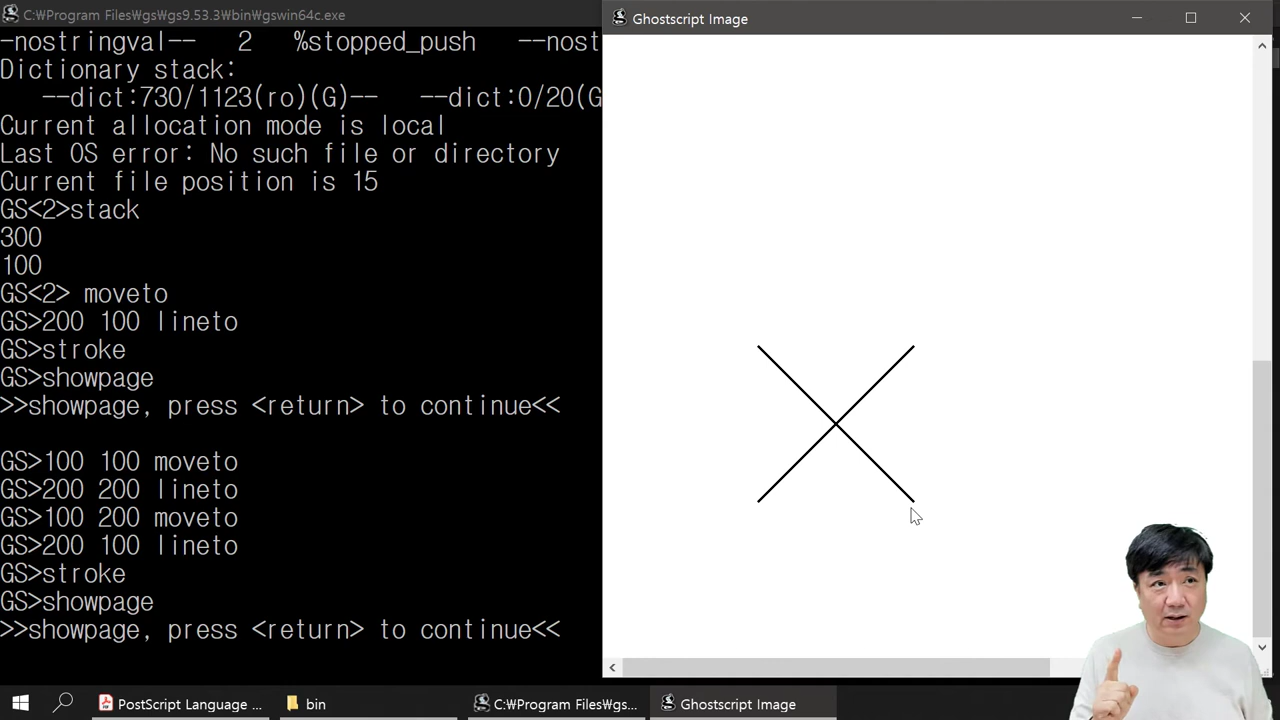 C:₩Program Files₩gs₩gs9.53.3₩bin₩gswin64c.exe
-nostringval--   2   %stopped_push   --nost
Dictionary stack:
   --dict:730/1123(ro)(G)--   --dict:0/20(G
Current allocation mode is local
Last OS error: No such file or directory
Current file position is 15
GS<2>stack
300
100
GS<2> moveto
GS>200 100 lineto
GS>stroke
GS>showpage
>>showpage, press <return> to continue<<
GS>100 100 moveto
GS>200 200 lineto
GS>100 200 moveto
GS>200 100 lineto
GS>stroke
GS>showpage
>>showpage, press <return> to continue<<
Ghostscript Image
PostScript Language ...
bin
C:₩Program Files₩gs...
Ghostscript Image